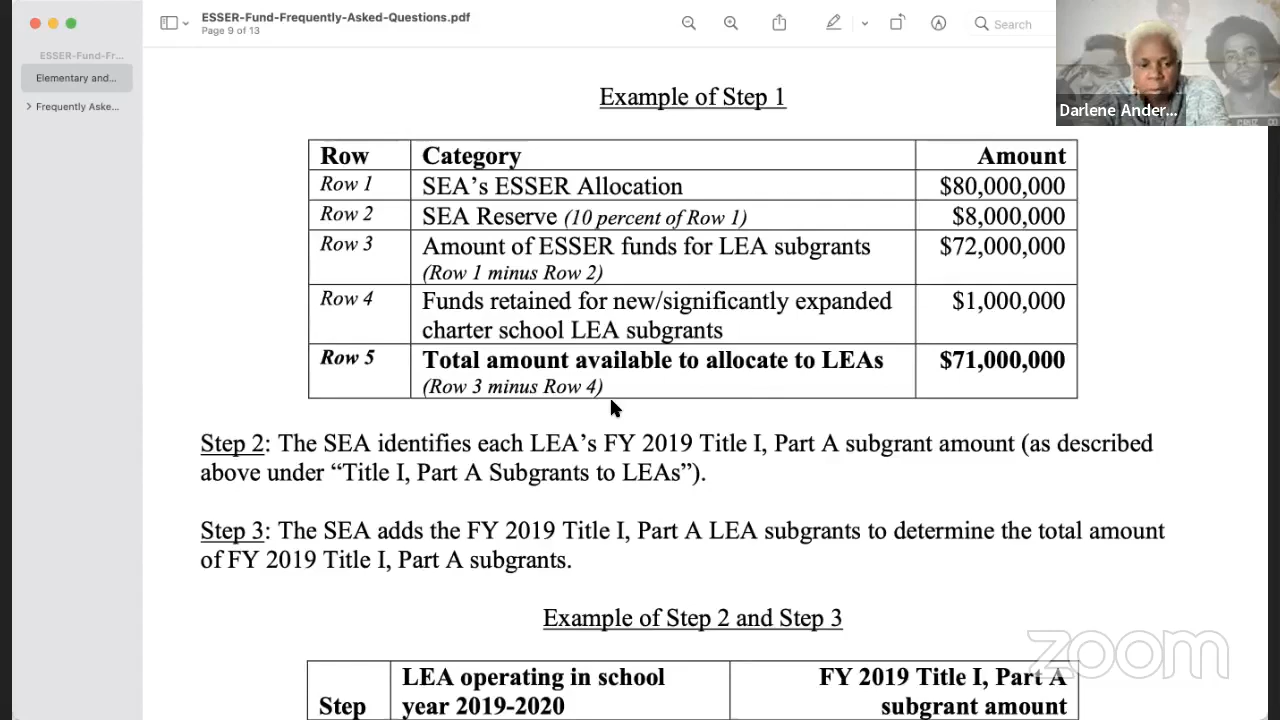 ESSER-Fund-Frequently-Asked-Questions.pdf
Page 9 of 13
Search
ESSER-Fund-Fr...
Elementary and...
Frequently Aske...
Darlene Ander...
Example of Step 1
Row Category Amount
Row 1 SEA's ESSER Allocation $80,000,000
Row 2 SEA Reserve (10 percent of Row 1) $8,000,000
Row 3 Amount of ESSER funds for LEA subgrants $72,000,000
(Row 1 minus Row 2)
Row 4 Funds retained for new/significantly expanded $1,000,000
charter school LEA subgrants
Row 5 Total amount available to allocate to LEAs $71,000,000
(Row 3 minus Row 4)
Step 2: The SEA identifies each LEA's FY 2019 Title I, Part A subgrant amount (as described
above under “Title I, Part A Subgrants to LEAs”).
Step 3: The SEA adds the FY 2019 Title I, Part A LEA subgrants to determine the total amount
of FY 2019 Title I, Part A subgrants.
Example of Step 2 and Step 3
LEA operating in school FY 2019 Title I, Part A
Step year 2019-2020 subgrant amount
zoom